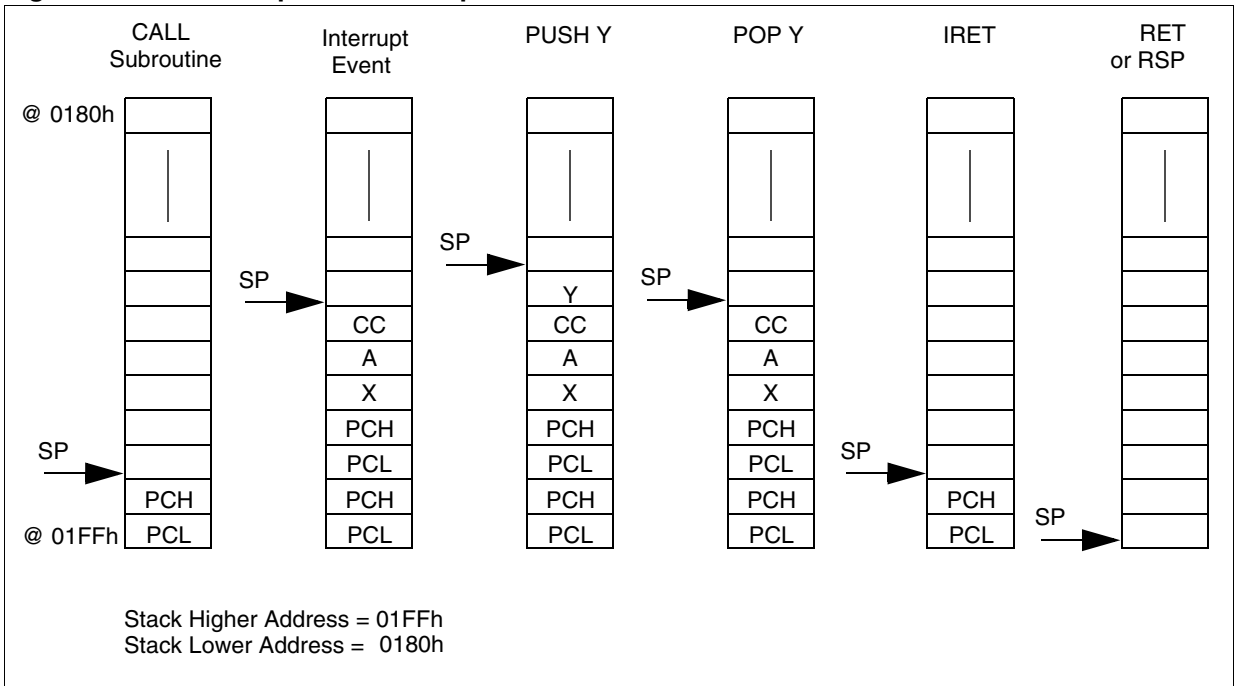 CALL Subroutine
Interrupt Event
PUSH Y
POP Y
IRET
RET or RSP
@ 0180h
SP
SP
SP
SP
Y
CC
CC
CC
A
A
A
X
X
X
PCH
PCH
PCH
SP
SP
PCL
PCL
PCL
PCH
PCH
PCH
PCH
PCH
SP
@ 01FFh
PCL
PCL
PCL
PCL
PCL
Stack Higher Address = 01FFh
Stack Lower Address = 0180h